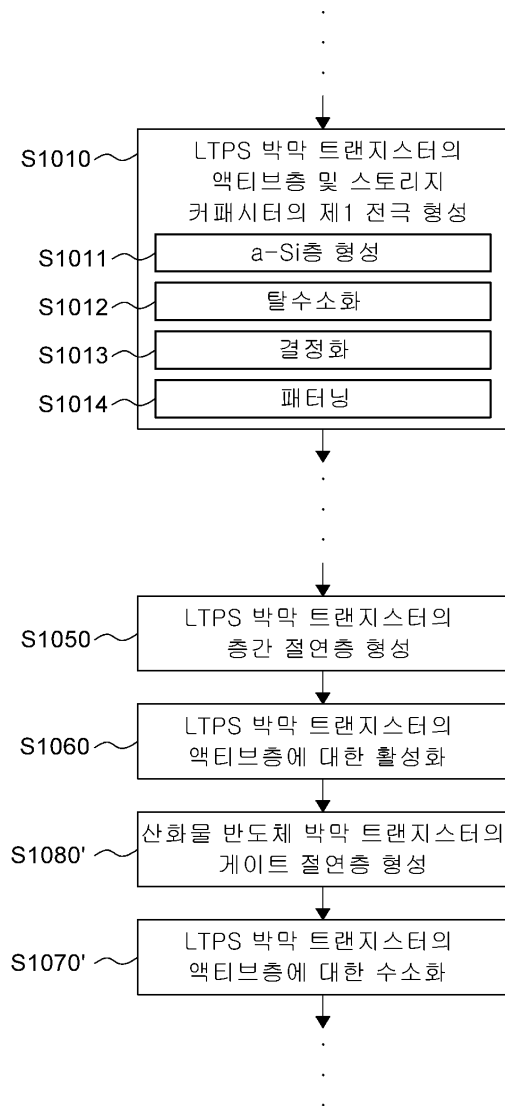 S1010
LTPS 박막 트랜지스터의
액티브층 및 스토리지
커패시터의 제1 전극 형성
S1011
a-Si층 형성
S1012
탈수소화
S1013
결정화
S1014
패터닝
S1050
LTPS 박막 트랜지스터의
층간 절연층 형성
S1060
LTPS 박막 트랜지스터의
액티브층에 대한 활성화
S1080'
산화물 반도체 박막 트랜지스터의
게이트 절연층 형성
S1070'
LTPS 박막 트랜지스터의
액티브층에 대한 수소화